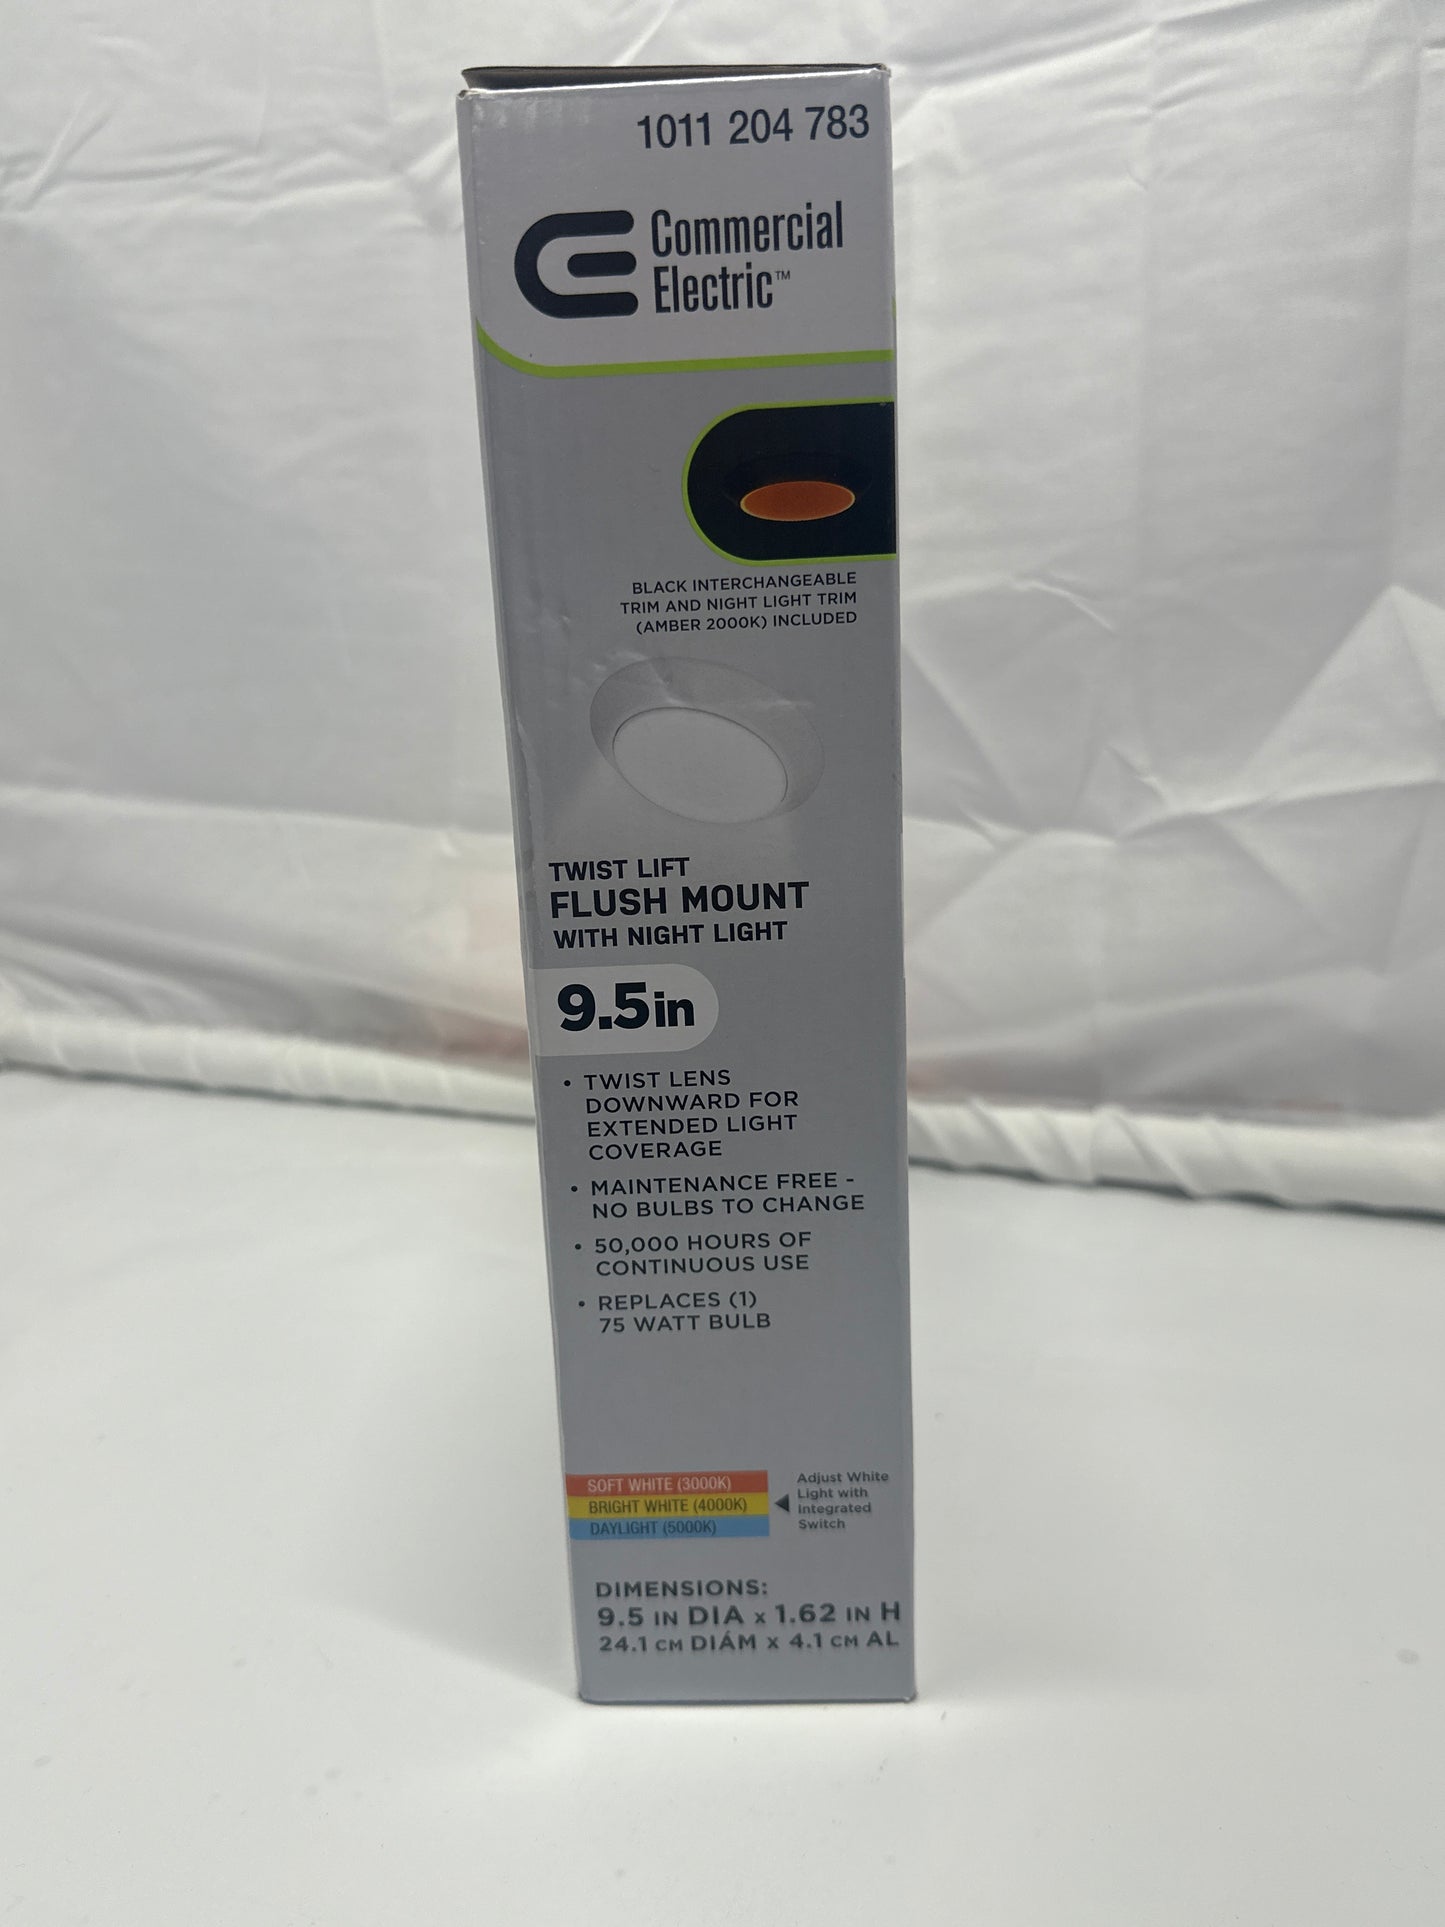 1011 204 783
Commercial
Electric™
BLACK INTERCHANGEABLE
TRIM AND NIGHT LIGHT TRIM
(AMBER 2000K) INCLUDED
TWIST LIFT
FLUSH MOUNT
WITH NIGHT LIGHT
9.5in
• TWIST LENS
DOWNWARD FOR
EXTENDED LIGHT
COVERAGE
• MAINTENANCE FREE -
NO BULBS TO CHANGE
• 50,000 HOURS OF
CONTINUOUS USE
• REPLACES (1)
75 WATT BULB
SOFT WHITE (3000K)
BRIGHT WHITE (4000K)
DAYLIGHT (5000K)
Adjust White
Light with
Integrated
Switch
DIMENSIONS:
9.5 IN DIA x 1.62 IN H
24.1 CM DIÁM x 4.1 CM AL